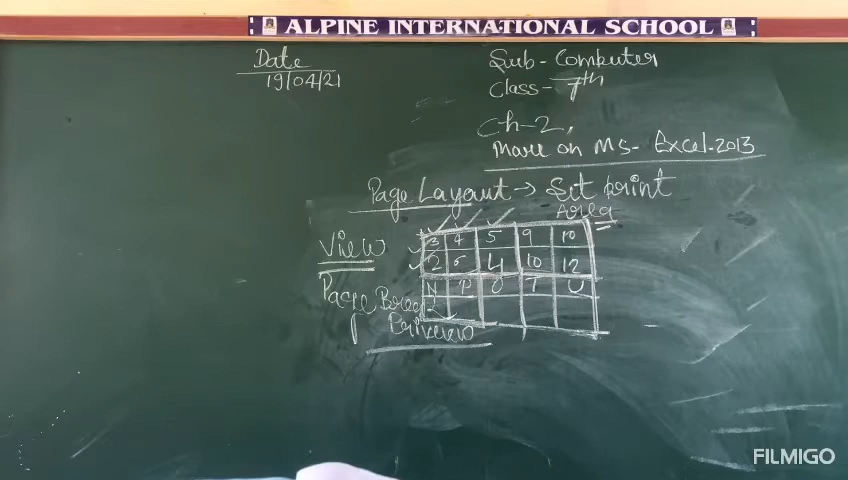 ALPINE INTERNATIONAL SCHOOL
Date
19/04/21
Sub - Computer
Class - 7th
Ch-2,
More on MS- Excel-2013
Page Layout → Set print
Area
View
3 4 5 9 10
2 6 4 10 12
N P O T U
Page Break
Priview
FILMIGO